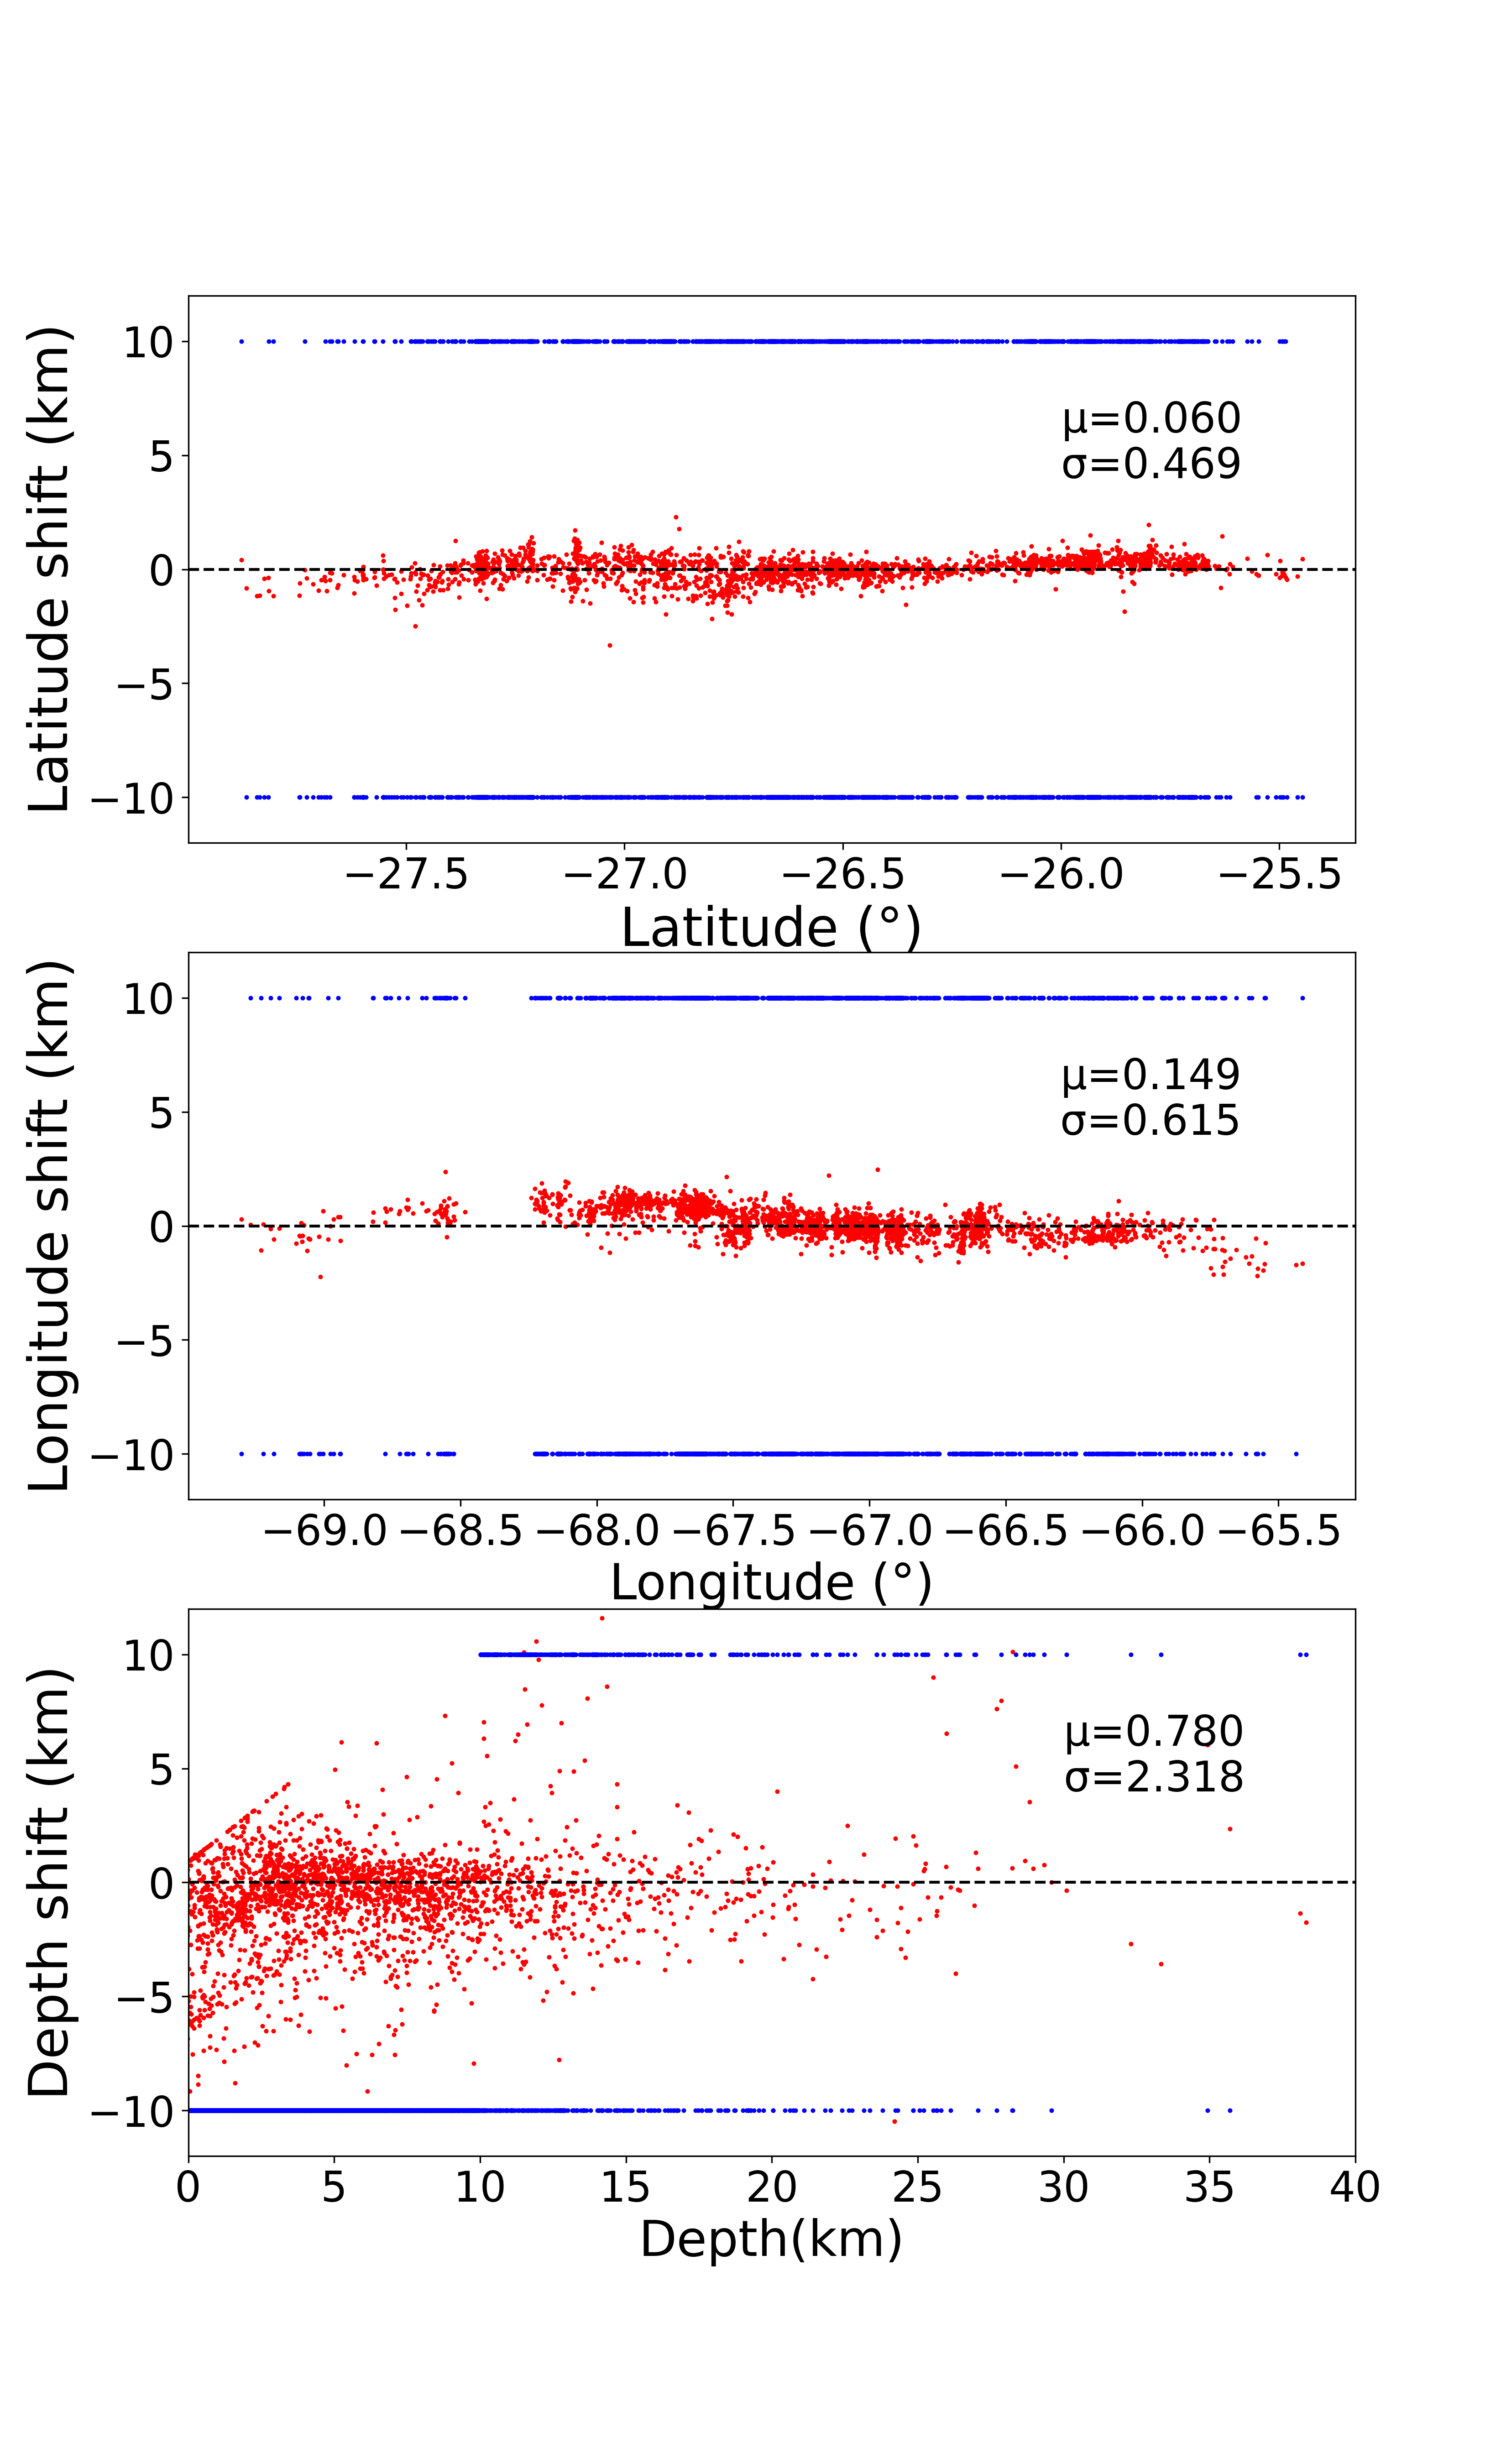 10
5
0
−5
−10
Latitude shift (km)
μ=0.060
σ=0.469
−27.5 −27.0 −26.5 −26.0 −25.5
Latitude (°)
10
5
0
−5
−10
Longitude shift (km)
μ=0.149
σ=0.615
−69.0 −68.5 −68.0 −67.5 −67.0 −66.5 −66.0 −65.5
Longitude (°)
10
5
0
−5
−10
Depth shift (km)
μ=0.780
σ=2.318
0 5 10 15 20 25 30 35 40
Depth(km)